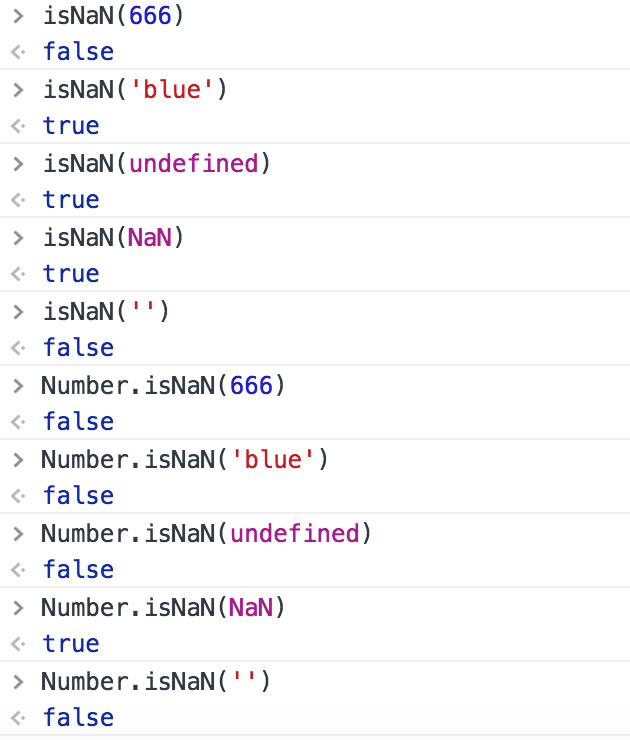 > isNaN(666)
<· false
> isNaN('blue')
<· true
> isNaN(undefined)
<· true
> isNaN(NaN)
<· true
> isNaN('')
<· false
> Number.isNaN(666)
<· false
> Number.isNaN('blue')
<· false
> Number.isNaN(undefined)
<· false
> Number.isNaN(NaN)
<· true
> Number.isNaN('')
<· false